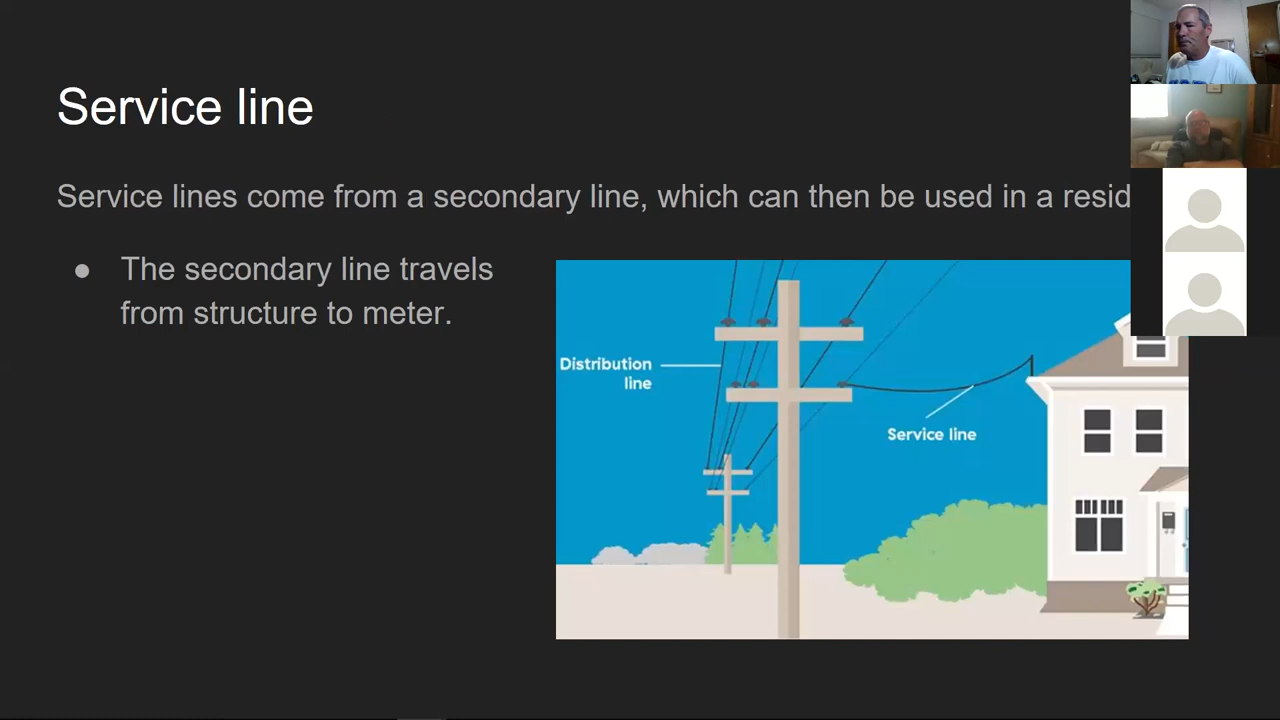 Service line
Service lines come from a secondary line, which can then be used in a resid
● The secondary line travels
from structure to meter.
Distribution
line
Service line